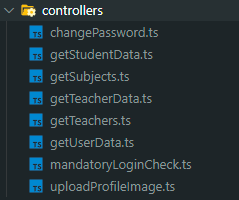 controllers
TS changePassword.ts
TS getStudentData.ts
TS getSubjects.ts
TS getTeacherData.ts
TS getTeachers.ts
TS getUserData.ts
TS mandatoryLoginCheck.ts
TS uploadProfileImage.ts